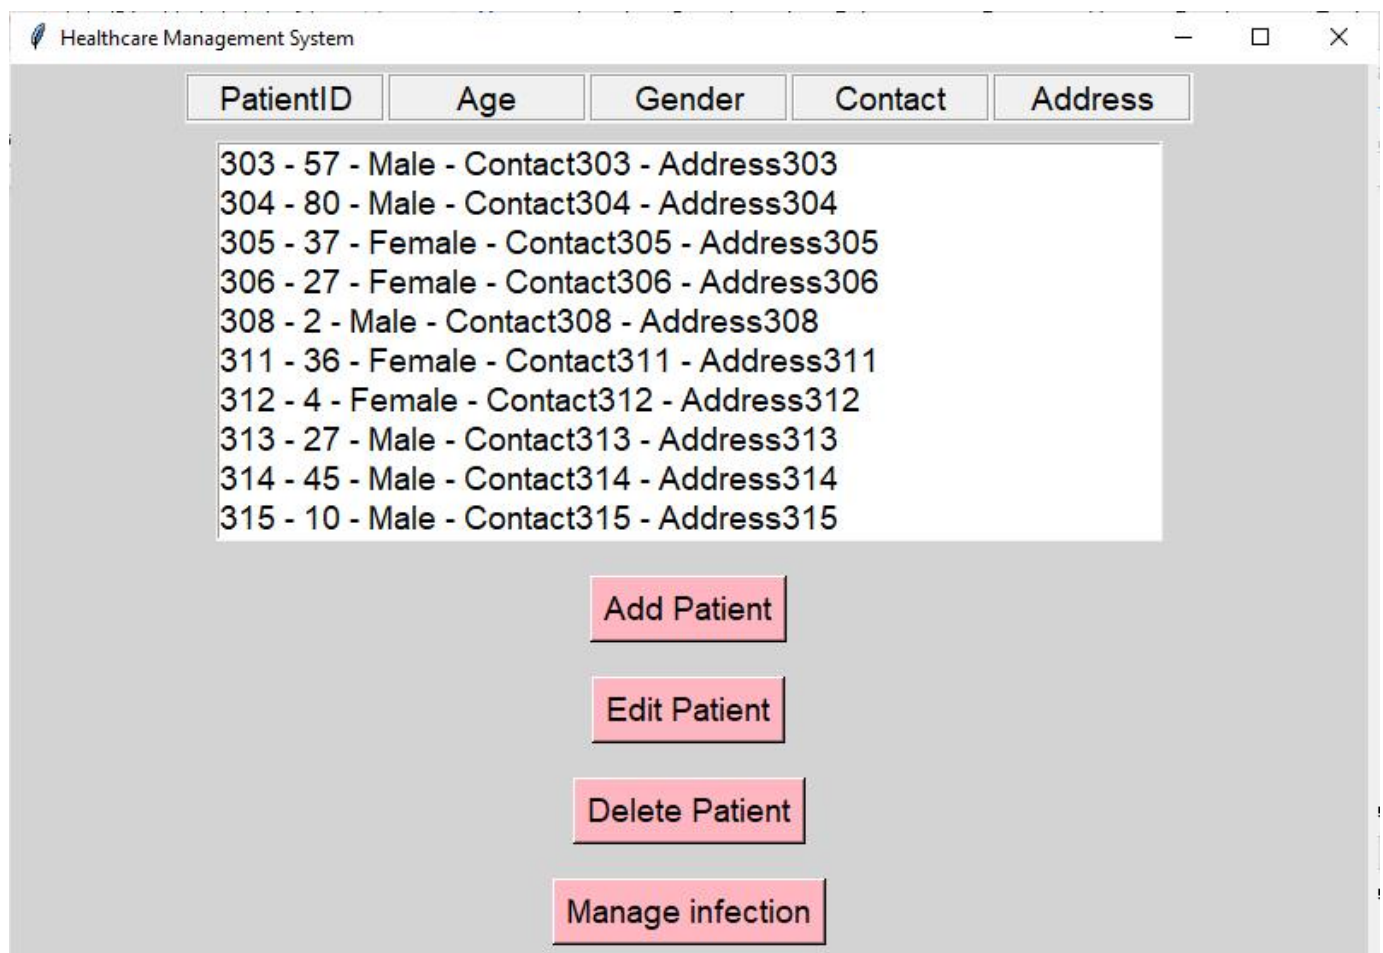 Healthcare Management System
PatientID Age Gender Contact Address
303 - 57 - Male - Contact303 - Address303
304 - 80 - Male - Contact304 - Address304
305 - 37 - Female - Contact305 - Address305
306 - 27 - Female - Contact306 - Address306
308 - 2 - Male - Contact308 - Address308
311 - 36 - Female - Contact311 - Address311
312 - 4 - Female - Contact312 - Address312
313 - 27 - Male - Contact313 - Address313
314 - 45 - Male - Contact314 - Address314
315 - 10 - Male - Contact315 - Address315
Add Patient
Edit Patient
Delete Patient
Manage infection